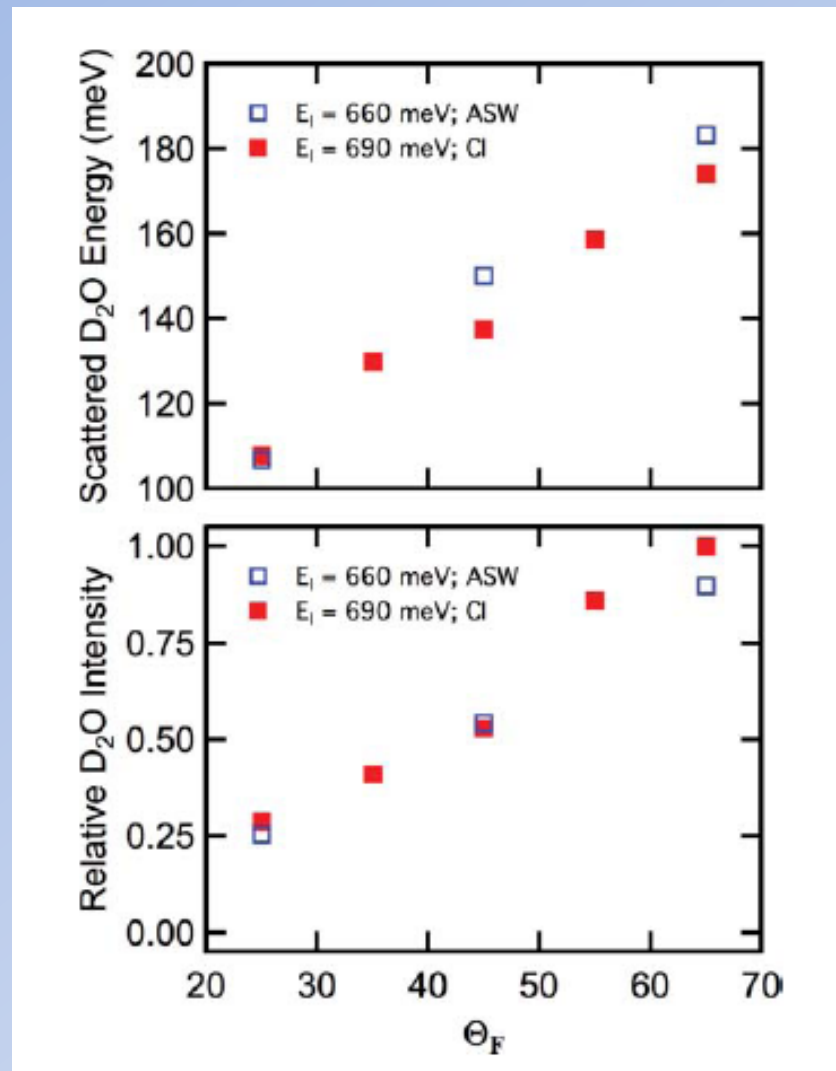 Scattered D₂O Energy (meV)
200
180
160
140
120
100
E_I = 660 meV; ASW
E_I = 690 meV; CI
Relative D₂O Intensity
1.00
0.75
0.50
0.25
0.00
E_I = 660 meV; ASW
E_I = 690 meV; CI
20 30 40 50 60 70
Θ_F